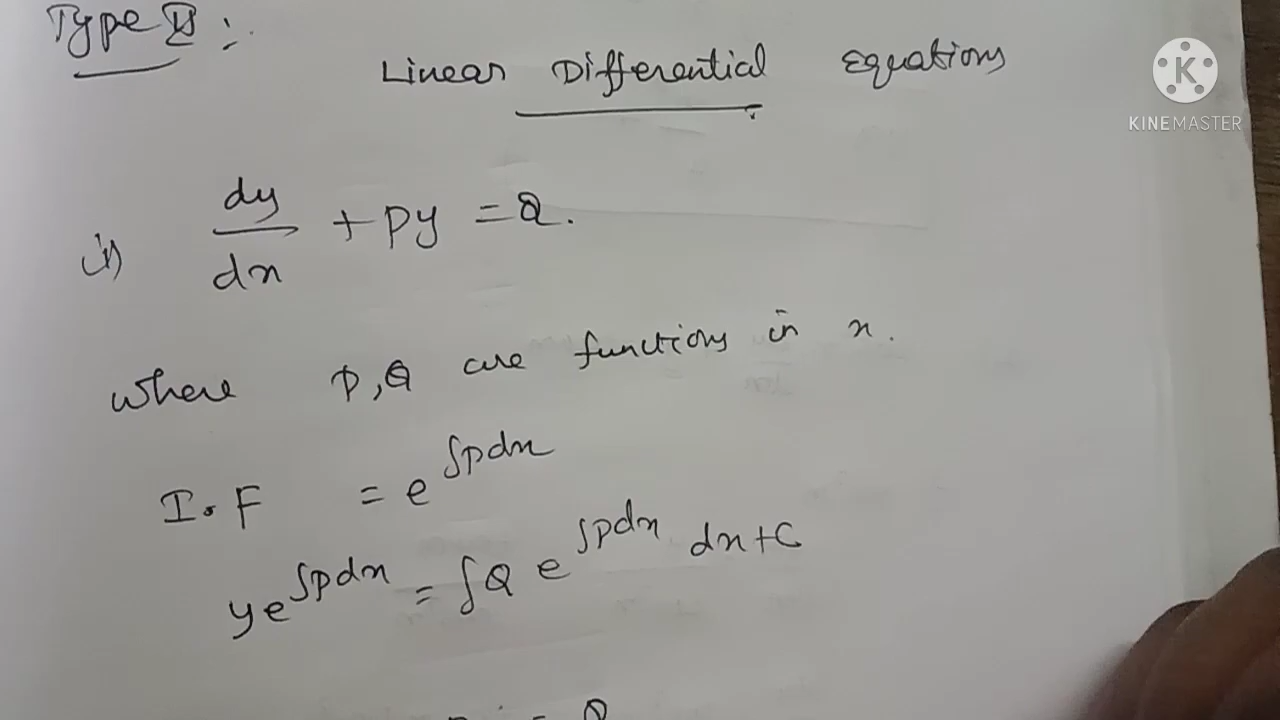 Type II :
Linear Differential Equations
KINEMASTER
i) dy/dx + Py = Q.
where P, Q are functions in x.
I.F = e^∫Pdx
ye^∫Pdx = ∫Q e^∫Pdx dx+C
= Q